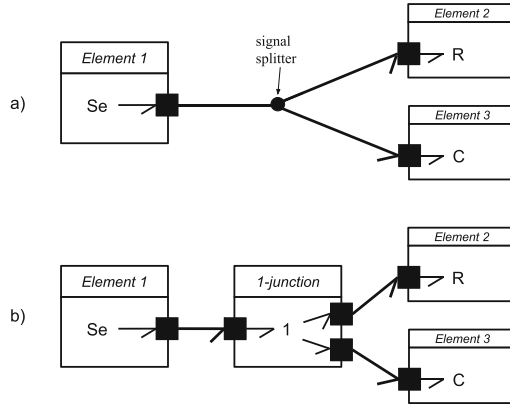 a)
Element 1
Se
signal
splitter
Element 2
R
Element 3
C
b)
Element 1
Se
1-junction
1
Element 2
R
Element 3
C